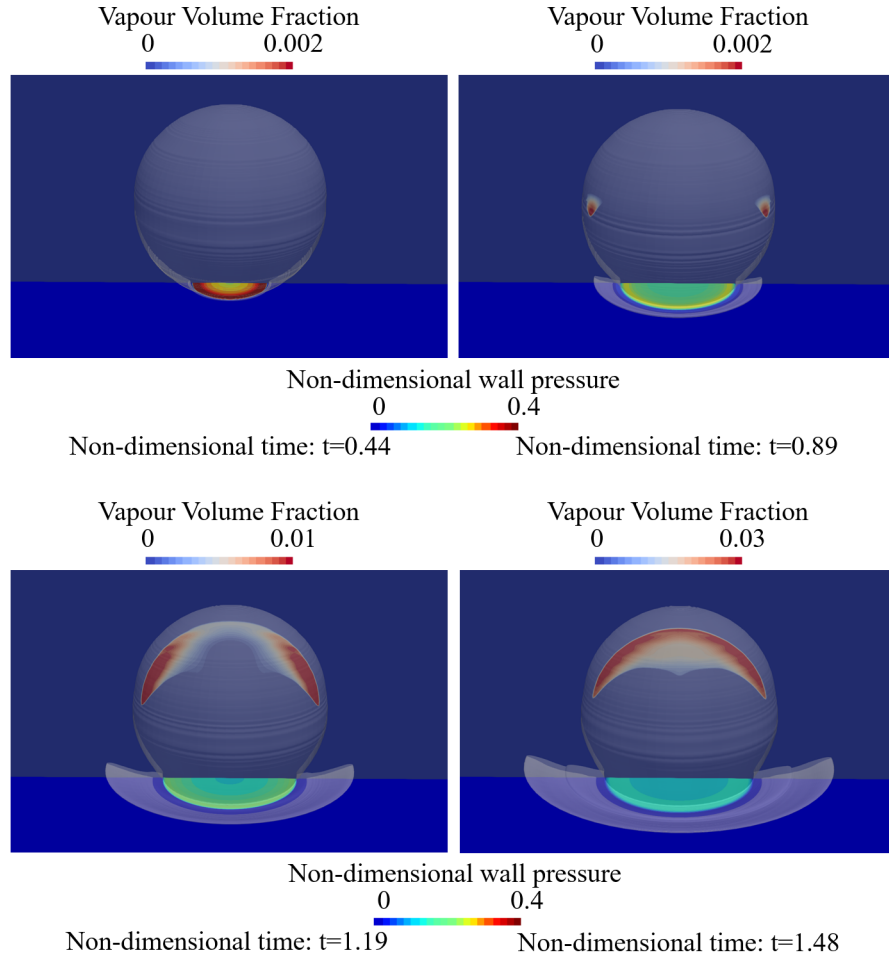 Vapour Volume Fraction
0 0.002
Vapour Volume Fraction
0 0.002
Non-dimensional wall pressure
0 0.4
Non-dimensional time: t=0.44
Non-dimensional time: t=0.89
Vapour Volume Fraction
0 0.01
Vapour Volume Fraction
0 0.03
Non-dimensional wall pressure
0 0.4
Non-dimensional time: t=1.19
Non-dimensional time: t=1.48